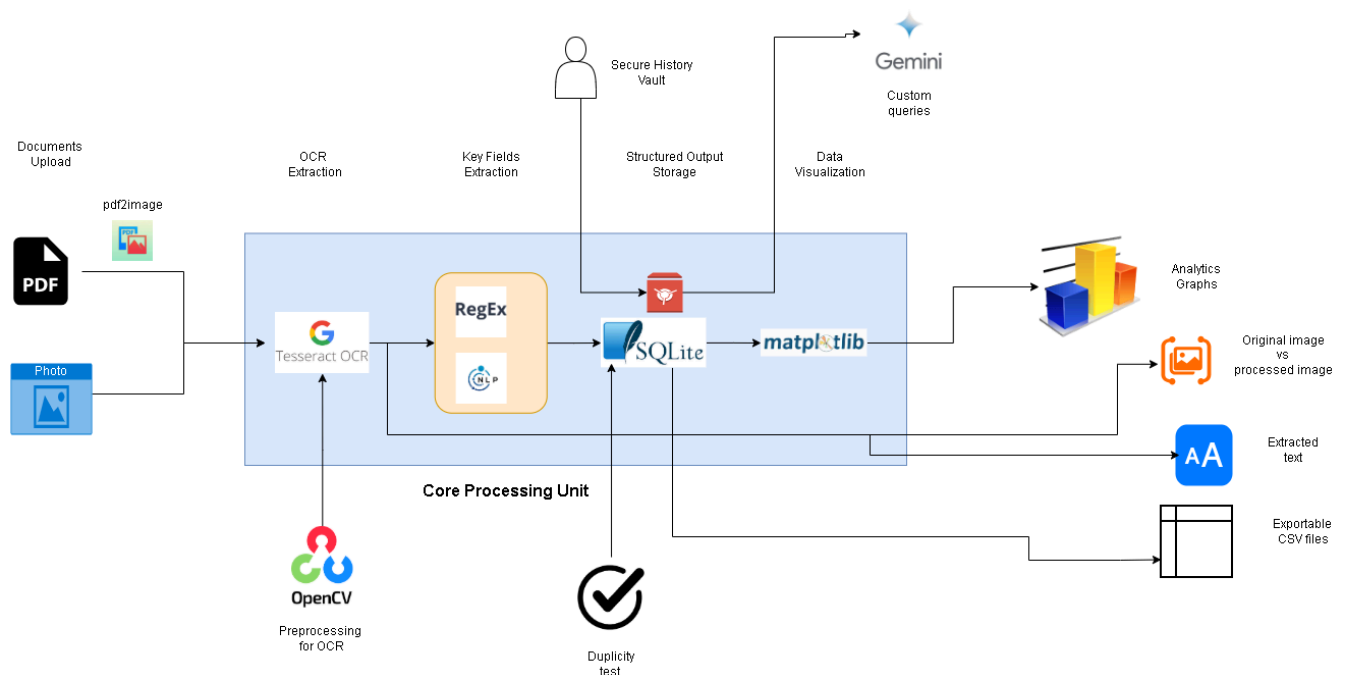 Gemini
Custom
queries
Secure History
Vault
Documents
Upload
OCR
Extraction
Key Fields
Extraction
Structured Output
Storage
Data
Visualization
pdf2image
PDF
PDF
Photo
Tesseract OCR
RegEx
NLP
SQLite
matplotlib
Analytics
Graphs
Original image
vs
processed image
Extracted
text
AA
Exportable
CSV files
Core Processing Unit
OpenCV
Preprocessing
for OCR
Duplicity
test